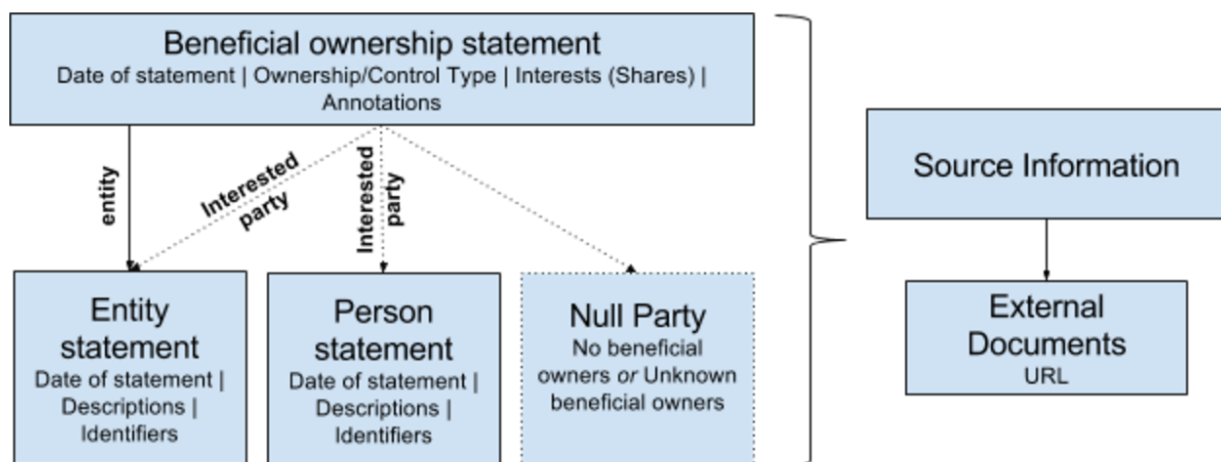 Beneficial ownership statement
Date of statement | Ownership/Control Type | Interests (Shares) |
Annotations
entity
Interested
party
Interested
party
Entity
statement
Date of statement |
Descriptions |
Identifiers
Person
statement
Date of statement |
Descriptions |
Identifiers
Null Party
No beneficial
owners or Unknown
beneficial owners
Source Information
External
Documents
URL